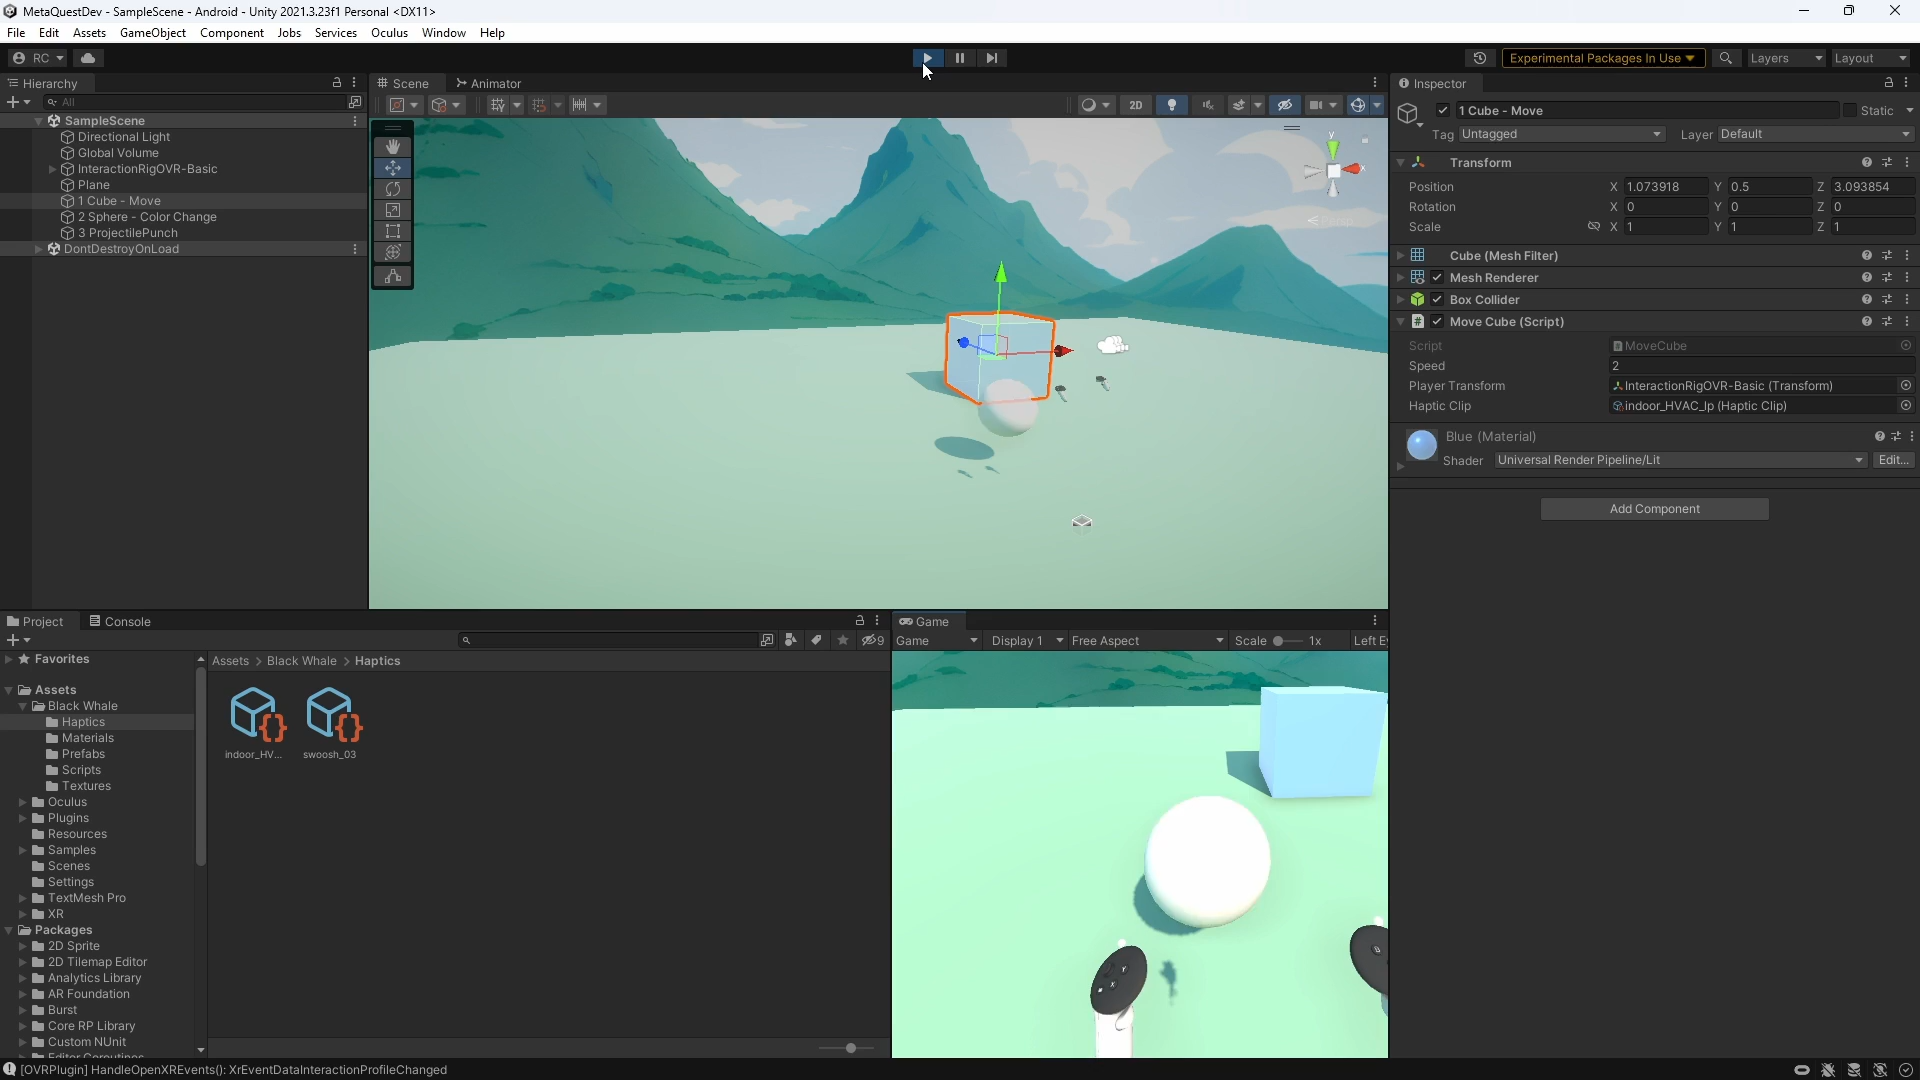 MetaQuestDev - SampleScene - Android - Unity 2021.3.23f1 Personal <DX11>
File Edit Assets GameObject Component Jobs Services Oculus Window Help
RC Experimental Packages In Use Layers Layout
Hierarchy
All
SampleScene
Directional Light
Global Volume
InteractionRigOVR-Basic
Plane
1 Cube - Move
2 Sphere - Color Change
3 ProjectilePunch
DontDestroyOnLoad
Scene Animator
2D
y
x
Persp
Inspector
1 Cube - Move Static
Tag Untagged Layer Default
Transform
Position X 1.073918 Y 0.5 Z 3.093854
Rotation X 0 Y 0 Z 0
Scale X 1 Y 1 Z 1
Cube (Mesh Filter)
Mesh Renderer
Box Collider
Move Cube (Script)
Script MoveCube
Speed 2
Player Transform InteractionRigOVR-Basic (Transform)
Haptic Clip indoor_HVAC_lp (Haptic Clip)
Blue (Material)
Shader Universal Render Pipeline/Lit Edit...
Add Component
Project Console
9
Favorites
Assets
Black Whale
Haptics
Materials
Prefabs
Scripts
Textures
Oculus
Plugins
Resources
Samples
Scenes
Settings
TextMesh Pro
XR
Packages
2D Sprite
2D Tilemap Editor
Analytics Library
AR Foundation
Burst
Core RP Library
Custom NUnit
Editor Coroutines
Assets > Black Whale > Haptics
indoor_HV... swoosh_03
Game
Game Display 1 Free Aspect Scale 1x Left Ey
Y
X
[OVRPlugin] HandleOpenXREvents(): XrEventDataInteractionProfileChanged